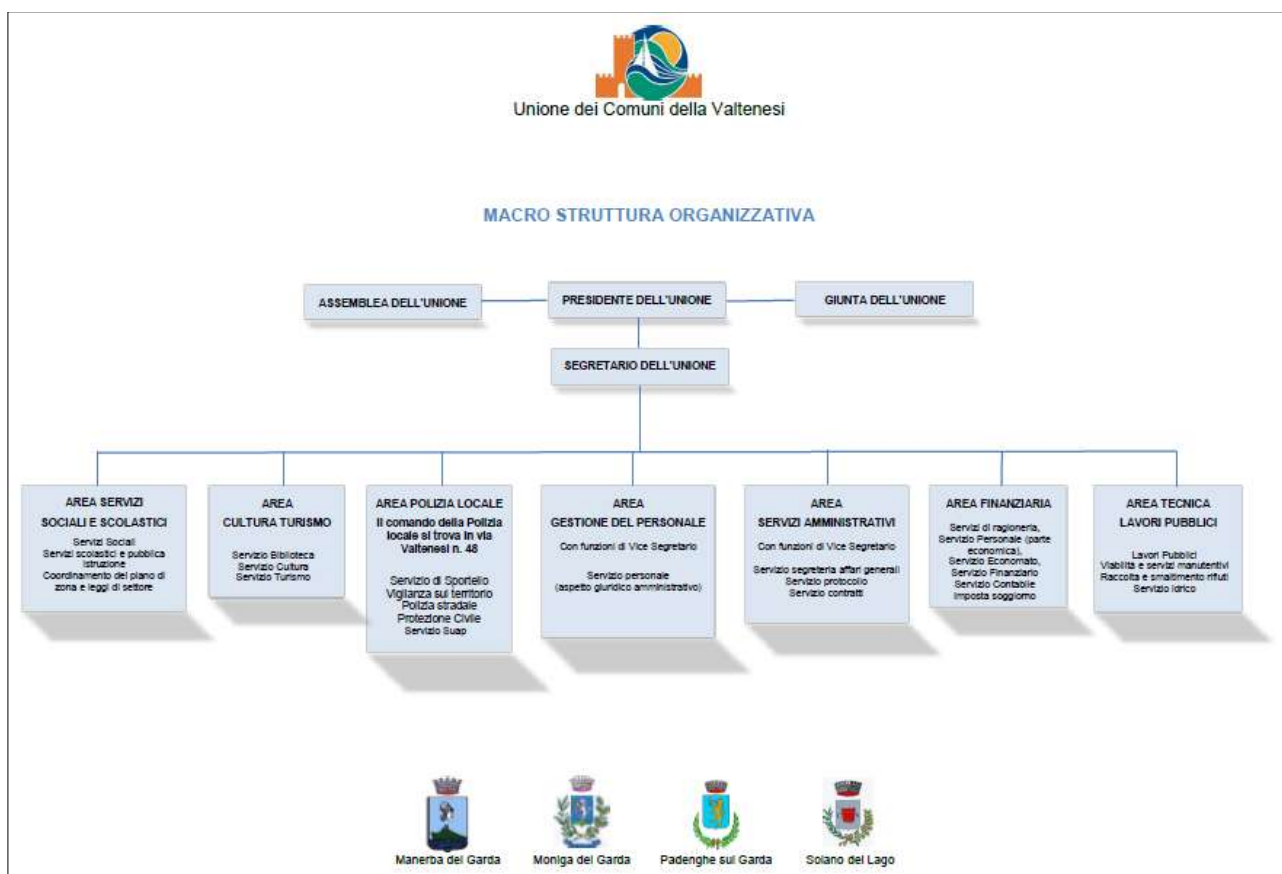 Unione dei Comuni della Valtenesi
MACRO STRUTTURA ORGANIZZATIVA
ASSEMBLEA DELL'UNIONE
PRESIDENTE DELL'UNIONE
GIUNTA DELL'UNIONE
SEGRETARIO DELL'UNIONE
AREA SERVIZI
SOCIALI E SCOLASTICI
Servizi Sociali
Servizi scolastici e pubblica
istruzione
Coordinamento del piano di
zona e leggi di settore
AREA
CULTURA TURISMO
Servizio Biblioteca
Servizio Cultura
Servizio Turismo
AREA POLIZIA LOCALE
Il comando della Polizia
locale si trova in via
Valtenesi n. 48
Servizio di Sportello
Vigilanza sul territorio
Polizia stradale
Protezione Civile
Servizio Suap
AREA
GESTIONE DEL PERSONALE
Con funzioni di Vice Segretario
Servizio personale
(aspetto giuridico amministrativo)
AREA
SERVIZI AMMINISTRATIVI
Con funzioni di Vice Segretario
Servizio segreteria affari generali
Servizio protocollo
Servizio contratti
AREA FINANZIARIA
Servizi di ragioneria,
Servizio Personale (parte
economica),
Servizio Economato,
Servizio Finanziario
Servizio Contabile
Imposta soggiorno
AREA TECNICA
LAVORI PUBBLICI
Lavori Pubblici
Viabilità e servizi manutentivi
Raccolta e smaltimento rifiuti
Servizio idrico
Manerba del Garda
Moniga del Garda
Padenghe sul Garda
Soiano del Lago